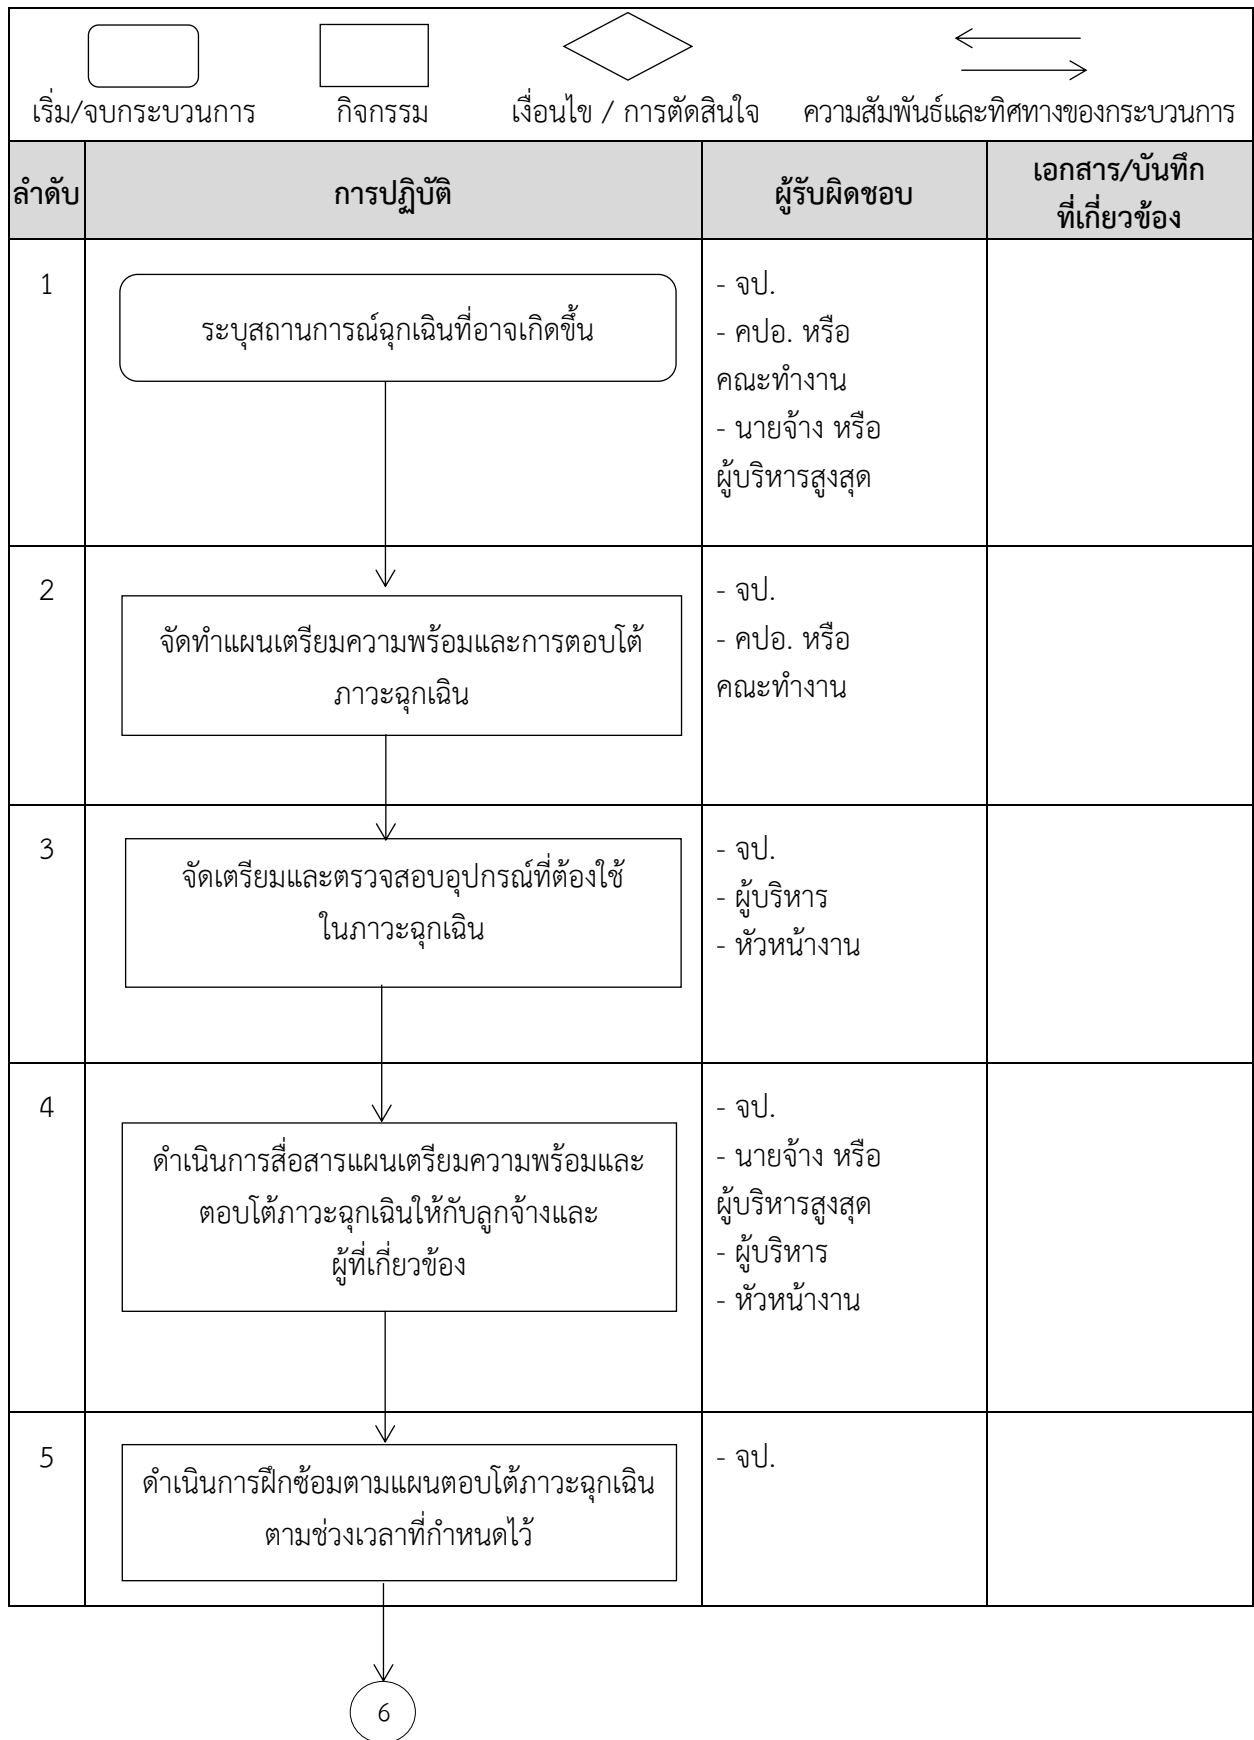 เริ่ม/จบกระบวนการ กิจกรรม เงื่อนไข / การตัดสินใจ ความสัมพันธ์และทิศทางของกระบวนการ
ลำดับ การปฏิบัติ ผู้รับผิดชอบ เอกสาร/บันทึก
ที่เกี่ยวข้อง
1 ระบุสถานการณ์ฉุกเฉินที่อาจเกิดขึ้น
- จป.
- คปอ. หรือ
คณะทำงาน
- นายจ้าง หรือ
ผู้บริหารสูงสุด
2 จัดทำแผนเตรียมความพร้อมและการตอบโต้
ภาวะฉุกเฉิน
- จป.
- คปอ. หรือ
คณะทำงาน
3 จัดเตรียมและตรวจสอบอุปกรณ์ที่ต้องใช้
ในภาวะฉุกเฉิน
- จป.
- ผู้บริหาร
- หัวหน้างาน
4 ดำเนินการสื่อสารแผนเตรียมความพร้อมและ
ตอบโต้ภาวะฉุกเฉินให้กับลูกจ้างและ
ผู้ที่เกี่ยวข้อง
- จป.
- นายจ้าง หรือ
ผู้บริหารสูงสุด
- ผู้บริหาร
- หัวหน้างาน
5 ดำเนินการฝึกซ้อมตามแผนตอบโต้ภาวะฉุกเฉิน
ตามช่วงเวลาที่กำหนดไว้
- จป.
6